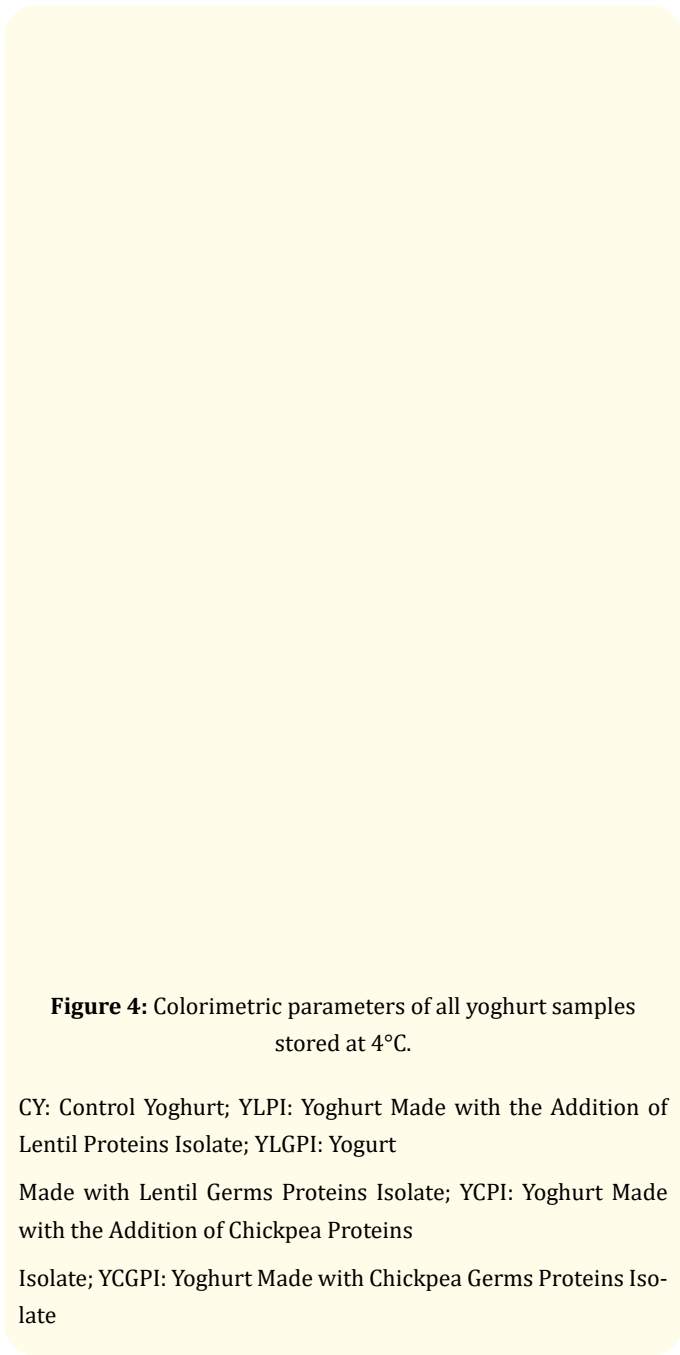 Figure 4: Colorimetric parameters of all yoghurt samples
stored at 4°C.
CY: Control Yoghurt; YLPI: Yoghurt Made with the Addition of
Lentil Proteins Isolate; YLGPI: Yogurt
Made with Lentil Germs Proteins Isolate; YCPI: Yoghurt Made
with the Addition of Chickpea Proteins
Isolate; YCGPI: Yoghurt Made with Chickpea Germs Proteins Iso-
late